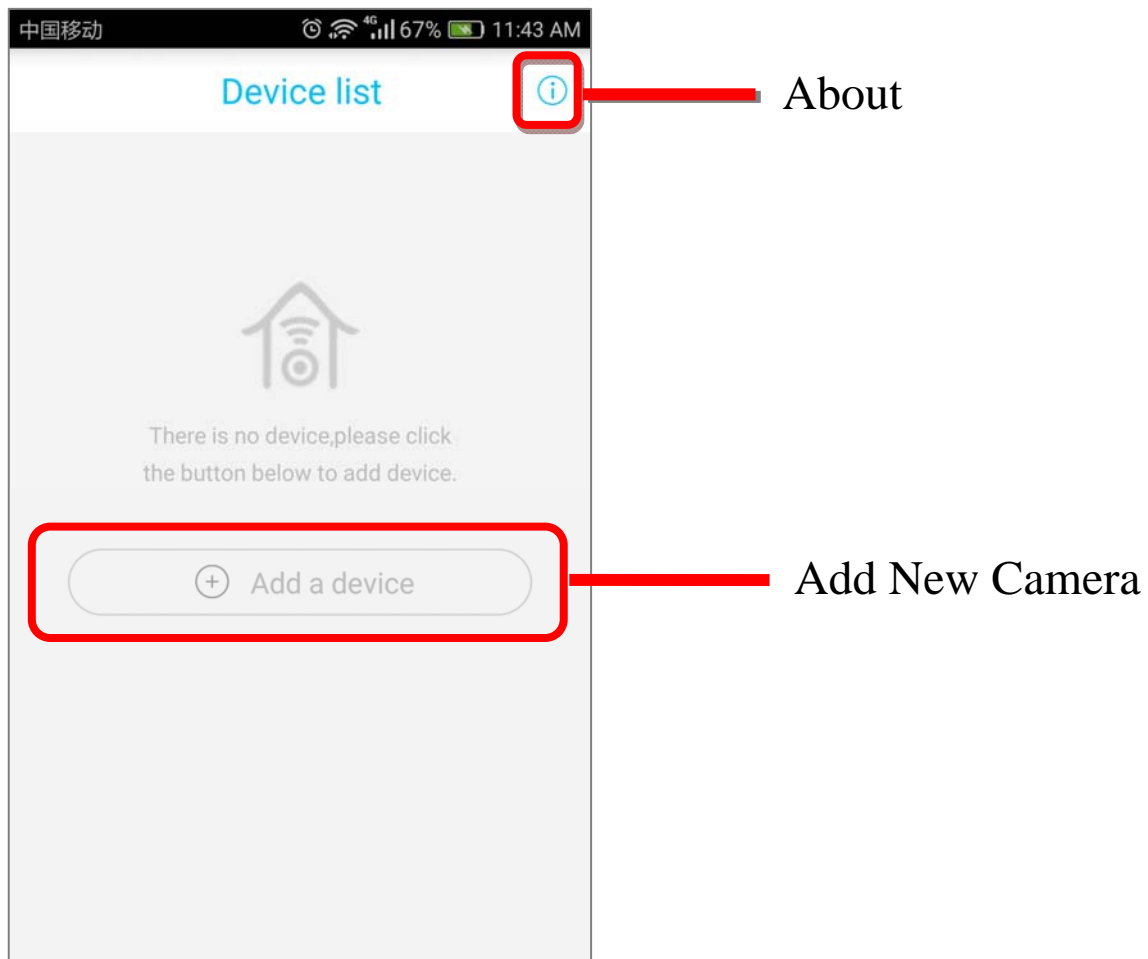 中国移动 4G 67% 11:43 AM
Device list
About
There is no device,please click
the button below to add device.
Add a device
Add New Camera